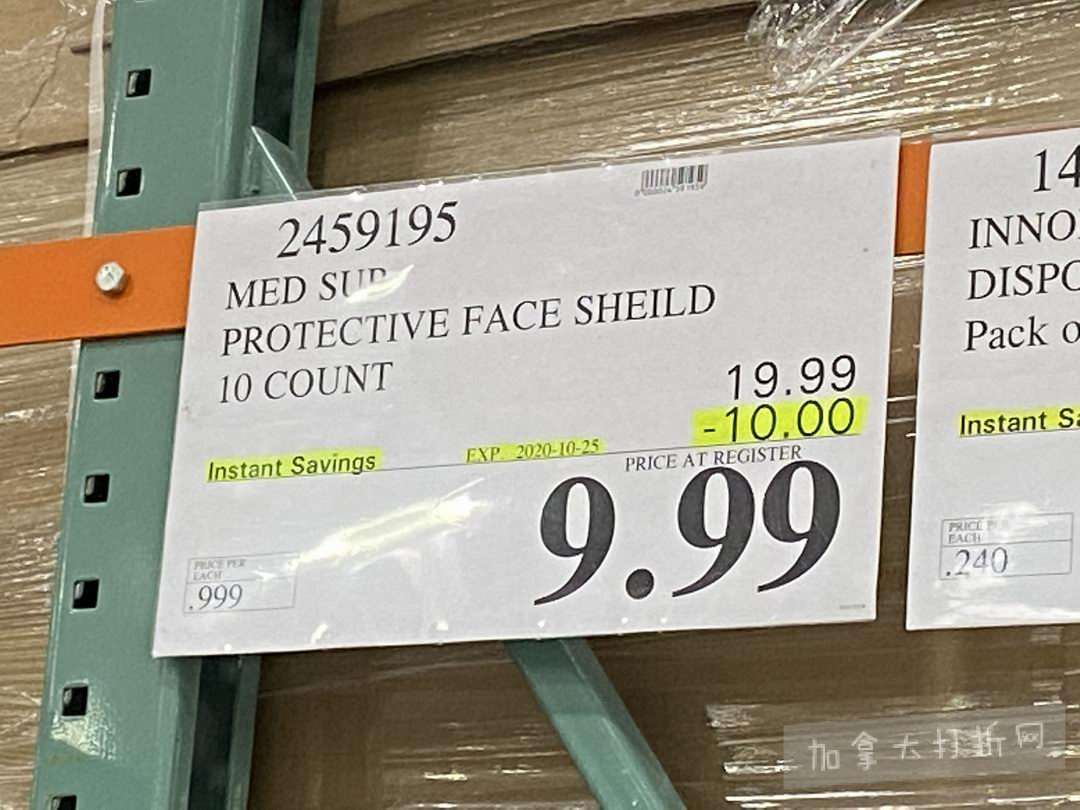 2459195
MED SUP
PROTECTIVE FACE SHEILD
10 COUNT
19.99
-10.00
Instant Savings
EXP. 2020-10-25
PRICE AT REGISTER
9.99
PRICE PER
EACH
.999
14
INNO
DISPO
Pack o
Instant Sa
PRICE PER
EACH
.240
加拿大打折网